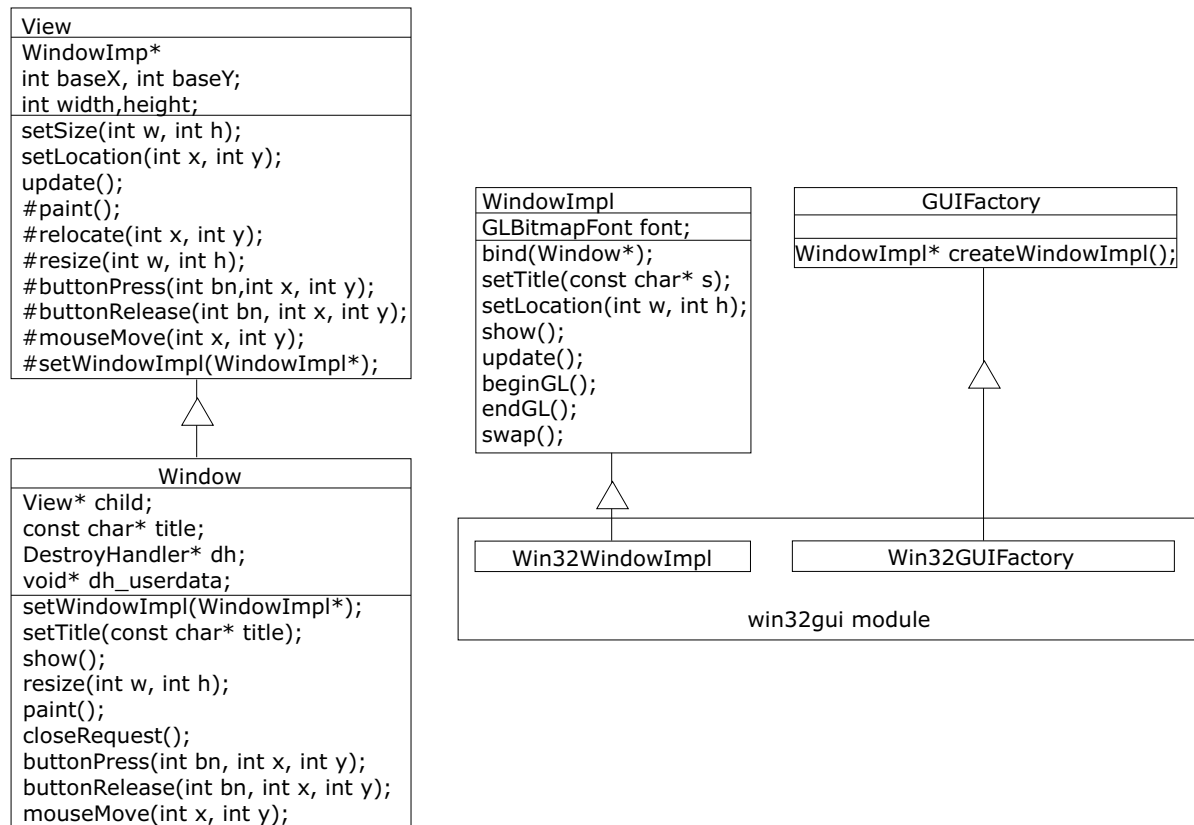 View
WindowImp*
int baseX, int baseY;
int width,height;
setSize(int w, int h);
setLocation(int x, int y);
update();
#paint();
#relocate(int x, int y);
#resize(int w, int h);
#buttonPress(int bn,int x, int y);
#buttonRelease(int bn, int x, int y);
#mouseMove(int x, int y);
#setWindowImpl(WindowImpl*);
Window
View* child;
const char* title;
DestroyHandler* dh;
void* dh_userdata;
setWindowImpl(WindowImpl*);
setTitle(const char* title);
show();
resize(int w, int h);
paint();
closeRequest();
buttonPress(int bn, int x, int y);
buttonRelease(int bn, int x, int y);
mouseMove(int x, int y);
WindowImpl
GLBitmapFont font;
bind(Window*);
setTitle(const char* s);
setLocation(int w, int h);
show();
update();
beginGL();
endGL();
swap();
GUIFactory
WindowImpl* createWindowImpl();
Win32WindowImpl
Win32GUIFactory
win32gui module